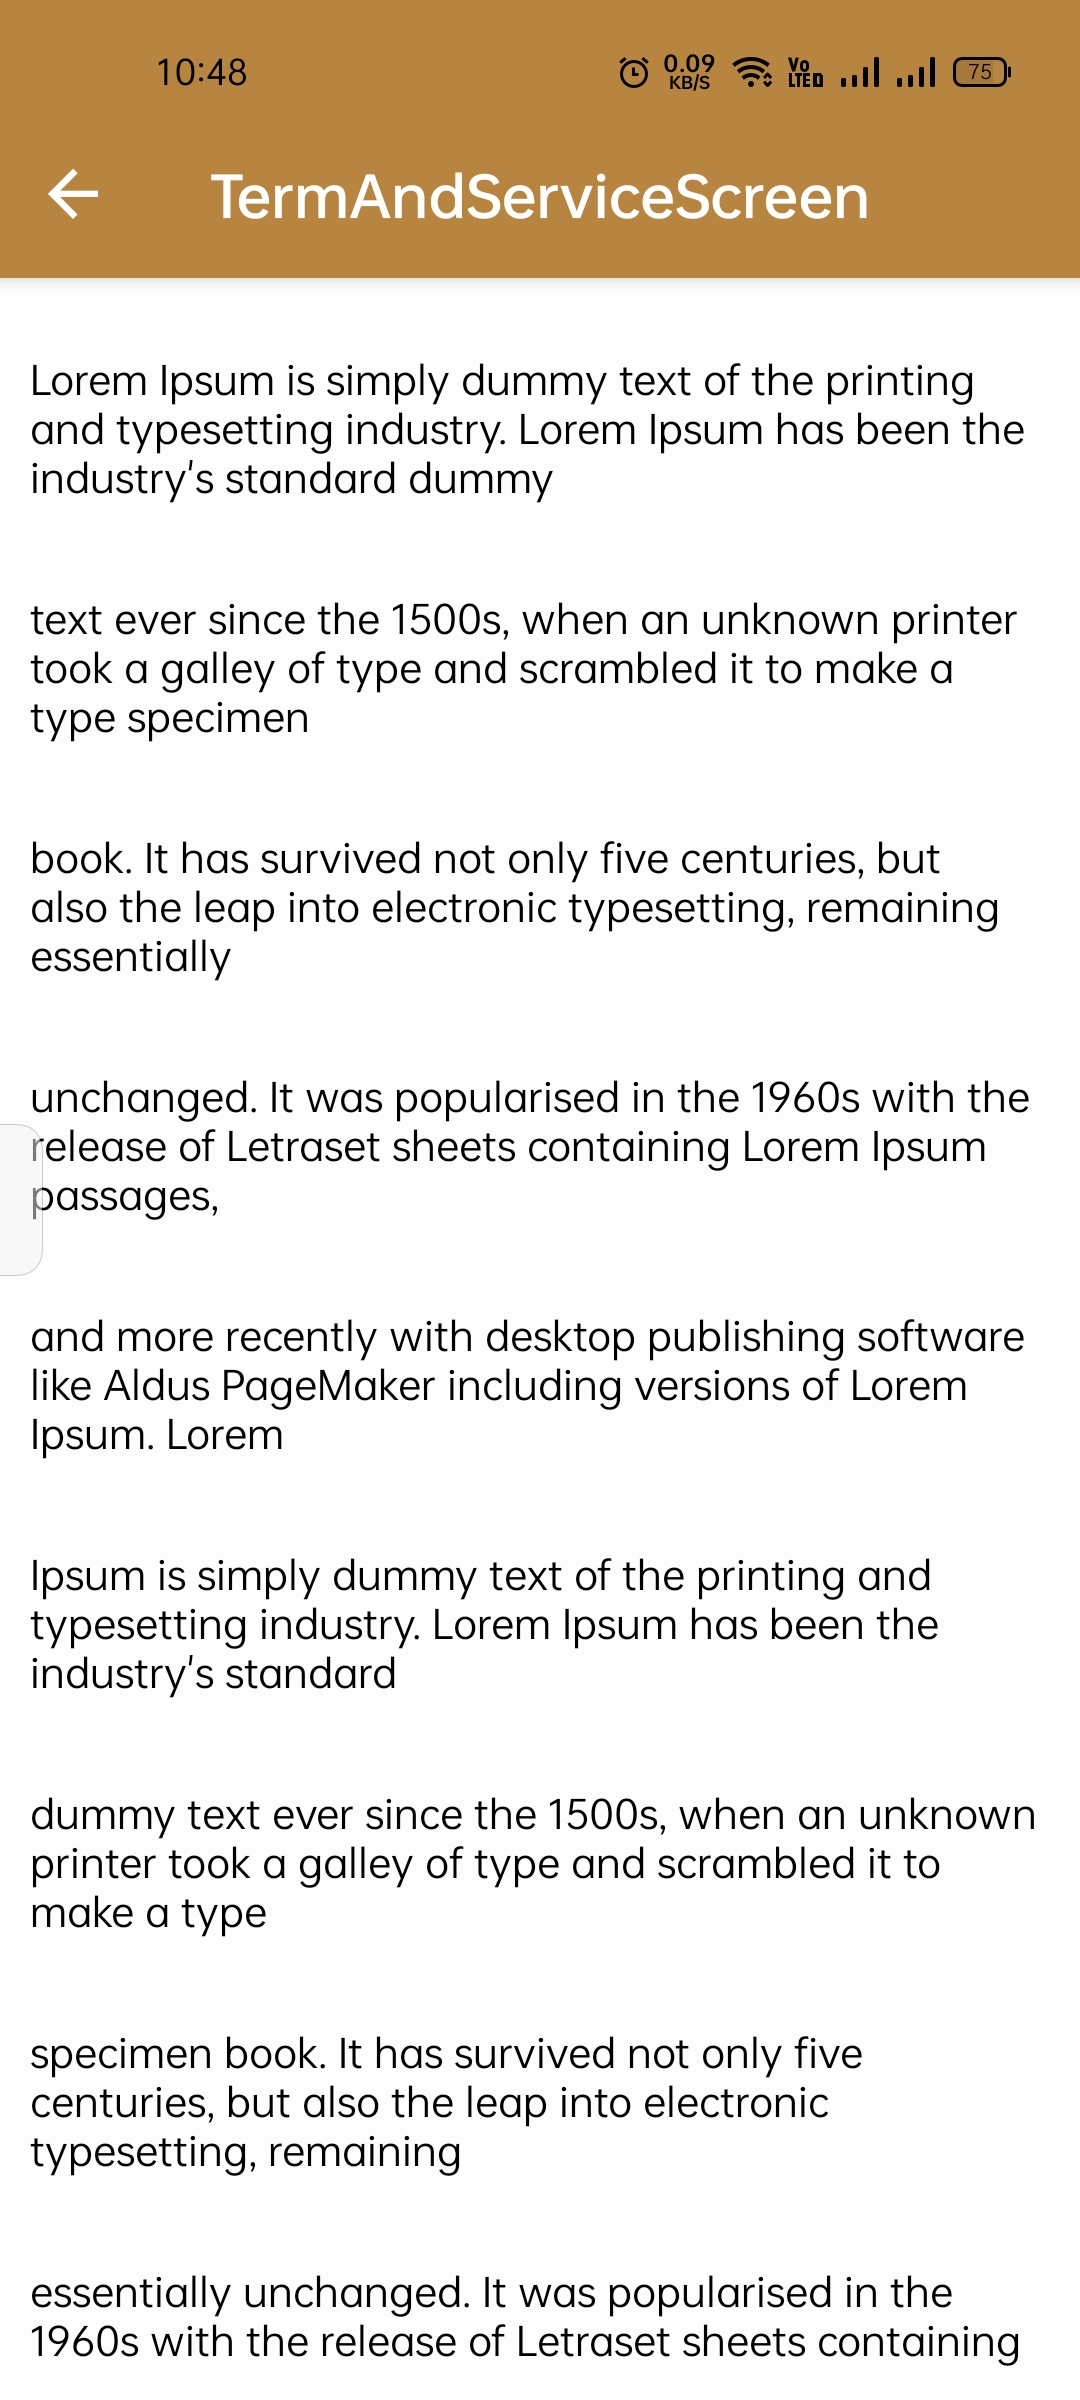 10:48
0.09
KB/S
Vo
LTE
75
TermAndServiceScreen
Lorem Ipsum is simply dummy text of the printing
and typesetting industry. Lorem Ipsum has been the
industry's standard dummy
text ever since the 1500s, when an unknown printer
took a galley of type and scrambled it to make a
type specimen
book. It has survived not only five centuries, but
also the leap into electronic typesetting, remaining
essentially
unchanged. It was popularised in the 1960s with the
release of Letraset sheets containing Lorem Ipsum
passages,
and more recently with desktop publishing software
like Aldus PageMaker including versions of Lorem
Ipsum. Lorem
Ipsum is simply dummy text of the printing and
typesetting industry. Lorem Ipsum has been the
industry's standard
dummy text ever since the 1500s, when an unknown
printer took a galley of type and scrambled it to
make a type
specimen book. It has survived not only five
centuries, but also the leap into electronic
typesetting, remaining
essentially unchanged. It was popularised in the
1960s with the release of Letraset sheets containing